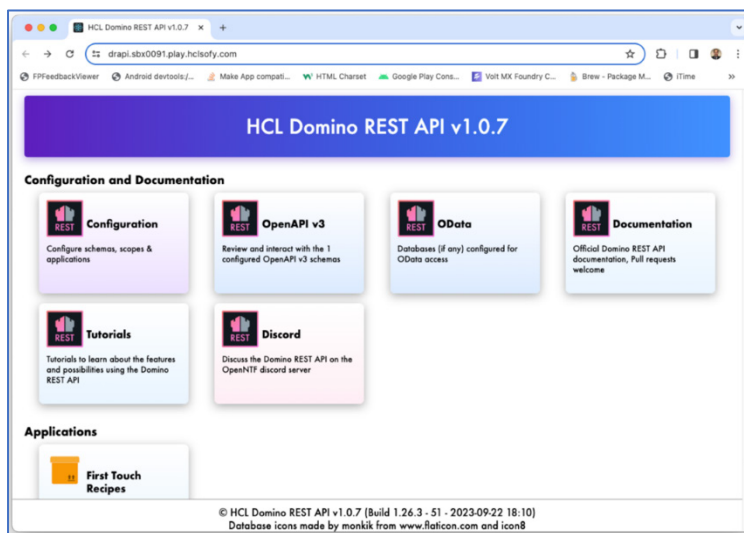 HCL Domino REST API v1.0.7
drapi.sbx0091.play.hclsofy.com
FPFeedbackViewer
Android devtools:/...
Make App compati...
HTML Charset
Google Play Cons...
Volt MX Foundry C...
Brew - Package M...
iTime
HCL Domino REST API v1.0.7
Configuration and Documentation
REST
Configuration
Configure schemas, scopes &
applications
REST
OpenAPI v3
Review and interact with the 1
configured OpenAPI v3 schemas
REST
OData
Databases (if any) configured for
OData access
REST
Documentation
Official Domino REST API
documentation, Pull requests
welcome
REST
Tutorials
Tutorials to learn about the features
and possibilities using the Domino
REST API
REST
Discord
Discuss the Domino REST API on the
OpenNTF discord server
Applications
First Touch
Recipes
© HCL Domino REST API v1.0.7 (Build 1.26.3 - 51 - 2023-09-22 18:10)
Database icons made by monkik from www.flaticon.com and icon8